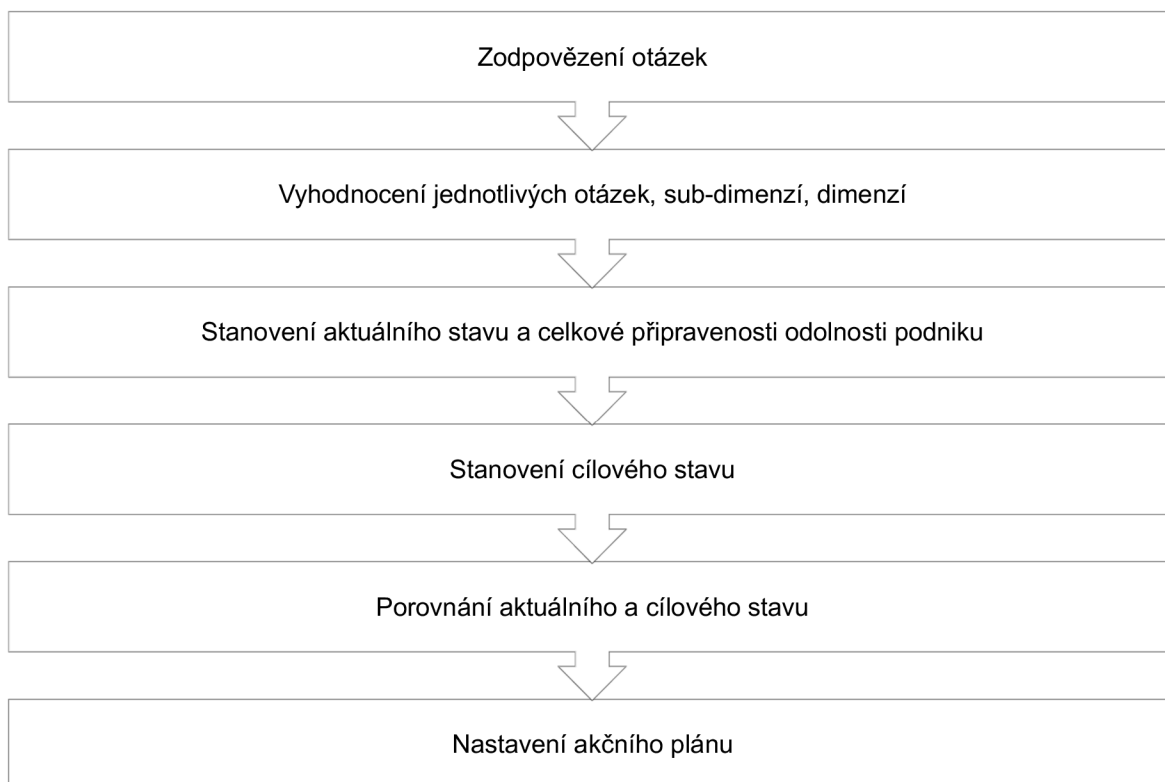 Zodpovězení otázek
Vyhodnocení jednotlivých otázek, sub-dimenzí, dimenzí
Stanovení aktuálního stavu a celkové připravenosti odolnosti podniku
Stanovení cílového stavu
Porovnání aktuálního a cílového stavu
Nastavení akčního plánu